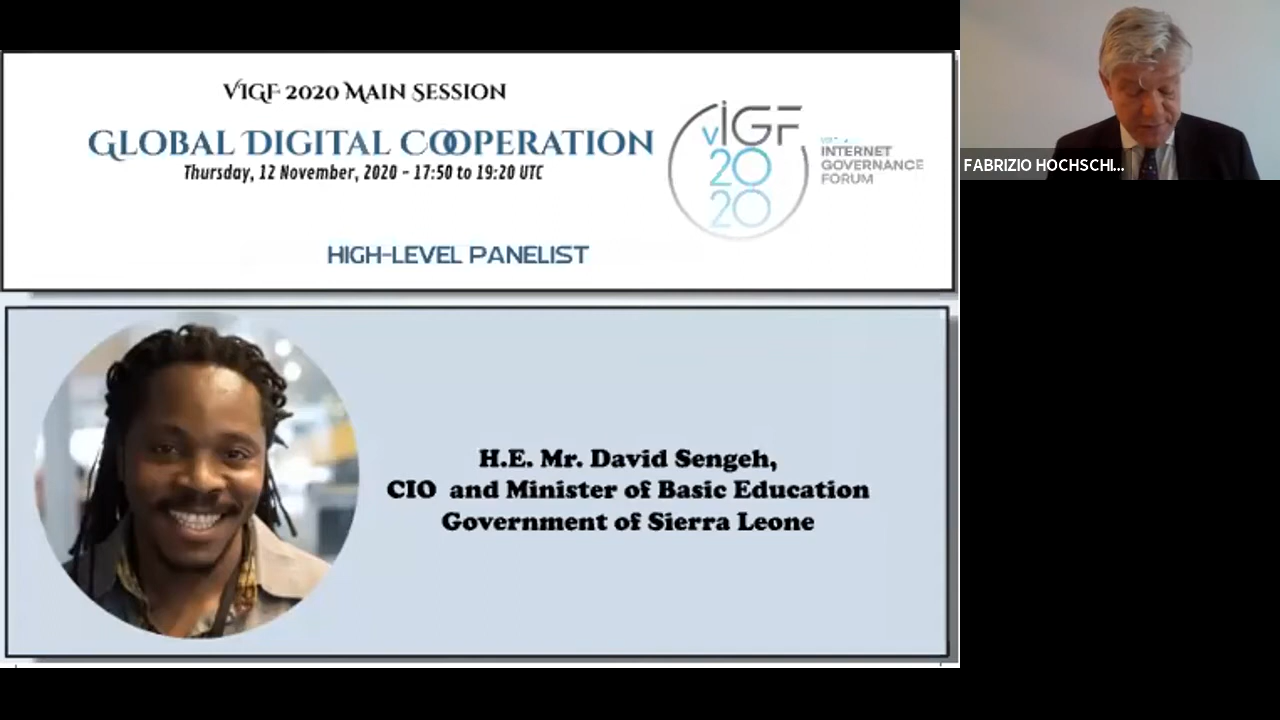 VIGF 2020 MAIN SESSION
GLOBAL DIGITAL COOPERATION
Thursday, 12 November, 2020 - 17:50 to 19:20 UTC
vIGF
20
20
INTERNET
GOVERNANCE
FORUM
HIGH-LEVEL PANELIST
FABRIZIO HOCHSCHI...
H.E. Mr. David Sengeh,
CIO and Minister of Basic Education
Government of Sierra Leone